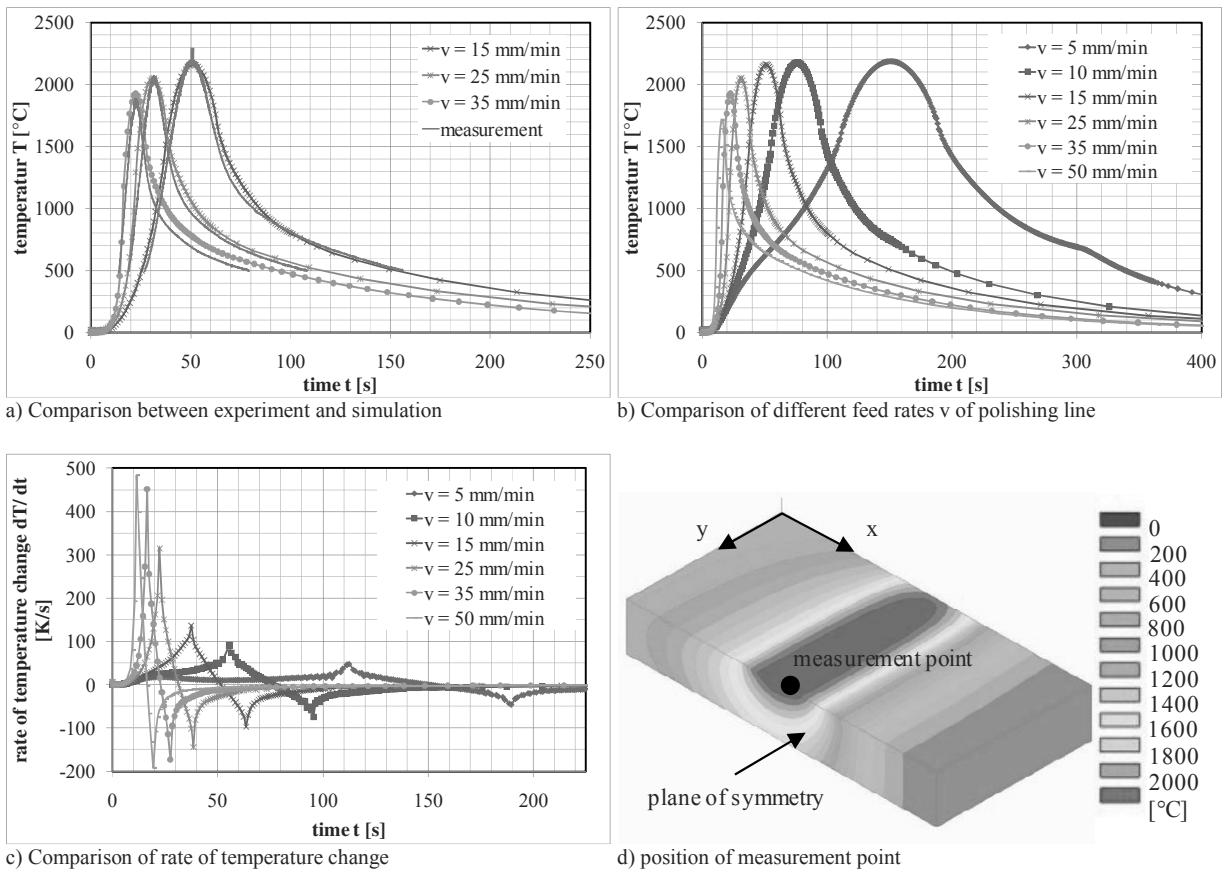 2500
2000
1500
1000
500
0
temperatur T [°C]
0 50 100 150 200 250
time t [s]
v = 15 mm/min
v = 25 mm/min
v = 35 mm/min
measurement
a) Comparison between experiment and simulation
2500
2000
1500
1000
500
0
temperatur T [°C]
0 100 200 300 400
time t [s]
v = 5 mm/min
v = 10 mm/min
v = 15 mm/min
v = 25 mm/min
v = 35 mm/min
v = 50 mm/min
b) Comparison of different feed rates v of polishing line
500
400
300
200
100
0
-100
-200
rate of temperature change dT/dt
[K/s]
0 50 100 150 200
time t [s]
v = 5 mm/min
v = 10 mm/min
v = 15 mm/min
v = 25 mm/min
v = 35 mm/min
v = 50 mm/min
c) Comparison of rate of temperature change
y
x
measurement point
plane of symmetry
0
200
400
600
800
1000
1200
1400
1600
1800
2000
[°C]
d) position of measurement point